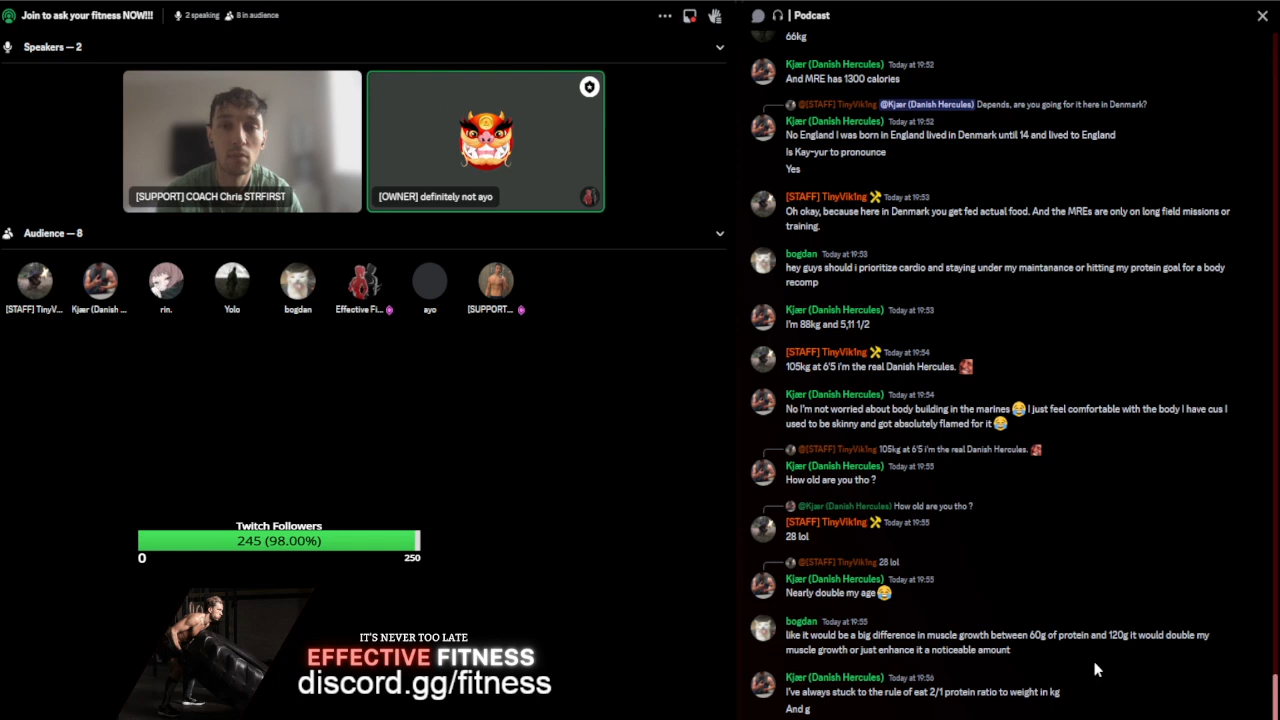 Join to ask your fitness NOW!!!
2 speaking
8 in audience
Speakers — 2
[SUPPORT] COACH Chris STRFIRST
[OWNER] definitely not ayo
Audience — 8
[STAFF] TinyV...
Kjær (Danish ...
rin.
Yolo
bogdan
Effective Fi...
ayo
[SUPPORT...
Twitch Followers
245 (98.00%)
0
250
IT'S NEVER TOO LATE
EFFECTIVE FITNESS
discord.gg/fitness
Podcast
66kg
Kjær (Danish Hercules) Today at 19:52
And MRE has 1300 calories
@[STAFF] TinyVik1ng @Kjær (Danish Hercules) Depends, are you going for it here in Denmark?
Kjær (Danish Hercules) Today at 19:52
No England I was born in England lived in Denmark until 14 and lived to England
Is Kay-yur to pronounce
Yes
[STAFF] TinyVik1ng Today at 19:53
Oh okay, because here in Denmark you get fed actual food. And the MREs are only on long field missions or
training.
bogdan Today at 19:53
hey guys should i prioritize cardio and staying under my maintanance or hitting my protein goal for a body
recomp
Kjær (Danish Hercules) Today at 19:53
I'm 88kg and 5,11 1/2
[STAFF] TinyVik1ng Today at 19:54
105kg at 6'5 i'm the real Danish Hercules.
Kjær (Danish Hercules) Today at 19:54
No I'm not worried about body building in the marines 😂 I just feel comfortable with the body I have cus I
used to be skinny and got absolutely flamed for it 😂
@[STAFF] TinyVik1ng 105kg at 6'5 i'm the real Danish Hercules.
Kjær (Danish Hercules) Today at 19:55
How old are you tho ?
@Kjær (Danish Hercules) How old are you tho ?
[STAFF] TinyVik1ng Today at 19:55
28 lol
@[STAFF] TinyVik1ng 28 lol
Kjær (Danish Hercules) Today at 19:55
Nearly double my age 😂
bogdan Today at 19:55
like it would be a big difference in muscle growth between 60g of protein and 120g it would double my
muscle growth or just enhance it a noticeable amount
Kjær (Danish Hercules) Today at 19:56
I've always stuck to the rule of eat 2/1 protein ratio to weight in kg
And g